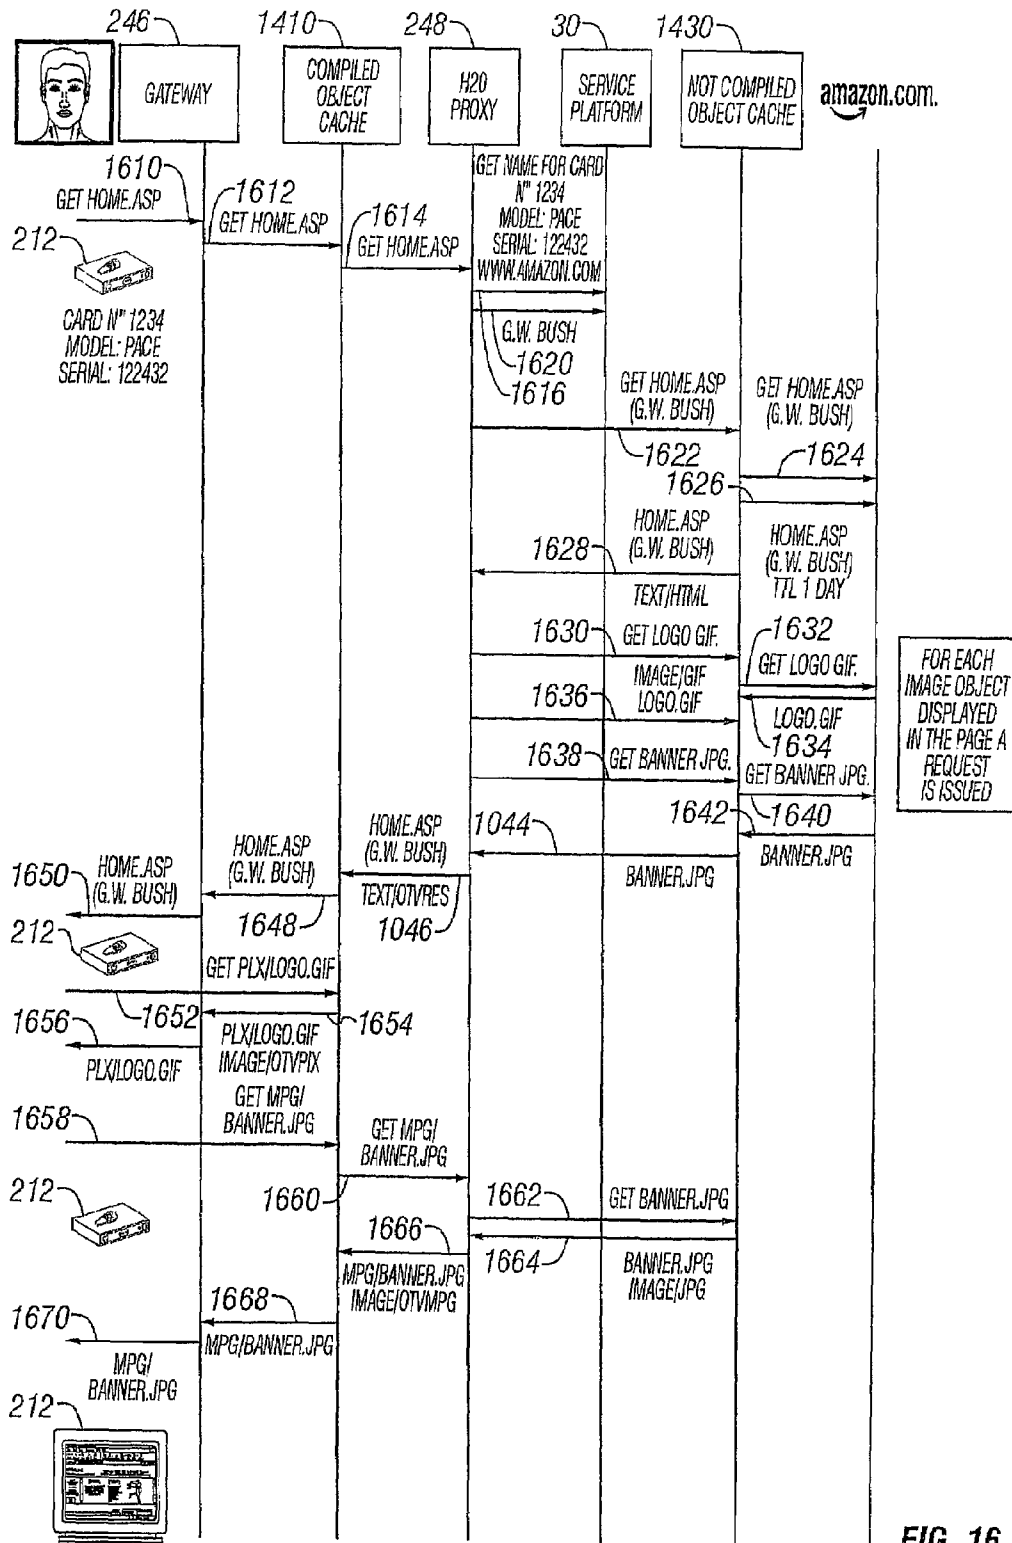 246
1410
248
30
1430
GATEWAY
COMPILED
OBJECT
CACHE
H20
PROXY
SERVICE
PLATFORM
NOT COMPILED
OBJECT CACHE
amazon.com.
1610
GET HOME.ASP
1612
GET HOME.ASP
1614
GET HOME.ASP
GET NAME FOR CARD
N" 1234
MODEL: PACE
SERIAL: 122432
WWW.AMAZON.COM
212
CARD N" 1234
MODEL: PACE
SERIAL: 122432
G.W. BUSH
1620
1616
GET HOME.ASP
(G.W. BUSH)
GET HOME.ASP
(G.W. BUSH)
1622
1624
1626
HOME.ASP
(G.W. BUSH)
1628
TEXT/HTML
HOME.ASP
(G.W. BUSH)
TTL 1 DAY
1630
GET LOGO GIF.
1632
GET LOGO GIF.
IMAGE/GIF
LOGO.GIF
1636
LOGO.GIF
1634
FOR EACH
IMAGE OBJECT
DISPLAYED
IN THE PAGE A
REQUEST
IS ISSUED
1638
GET BANNER JPG.
GET BANNER JPG.
1640
1642
BANNER.JPG
1044
BANNER.JPG
HOME.ASP
(G.W. BUSH)
TEXT/OTVRES
1046
HOME.ASP
(G.W. BUSH)
1648
1650
HOME.ASP
(G.W. BUSH)
212
GET PLX/LOGO.GIF
1652
1654
PLX/LOGO.GIF
IMAGE/OTVPIX
1656
PLX/LOGO.GIF
1658
GET MPG/
BANNER.JPG
GET MPG/
BANNER.JPG
1660
212
1662
GET BANNER.JPG
1664
BANNER.JPG
IMAGE/JPG
1666
MPG/BANNER.JPG
IMAGE/OTVMPG
1668
MPG/BANNER.JPG
1670
MPG/
BANNER.JPG
212
FIG. 16